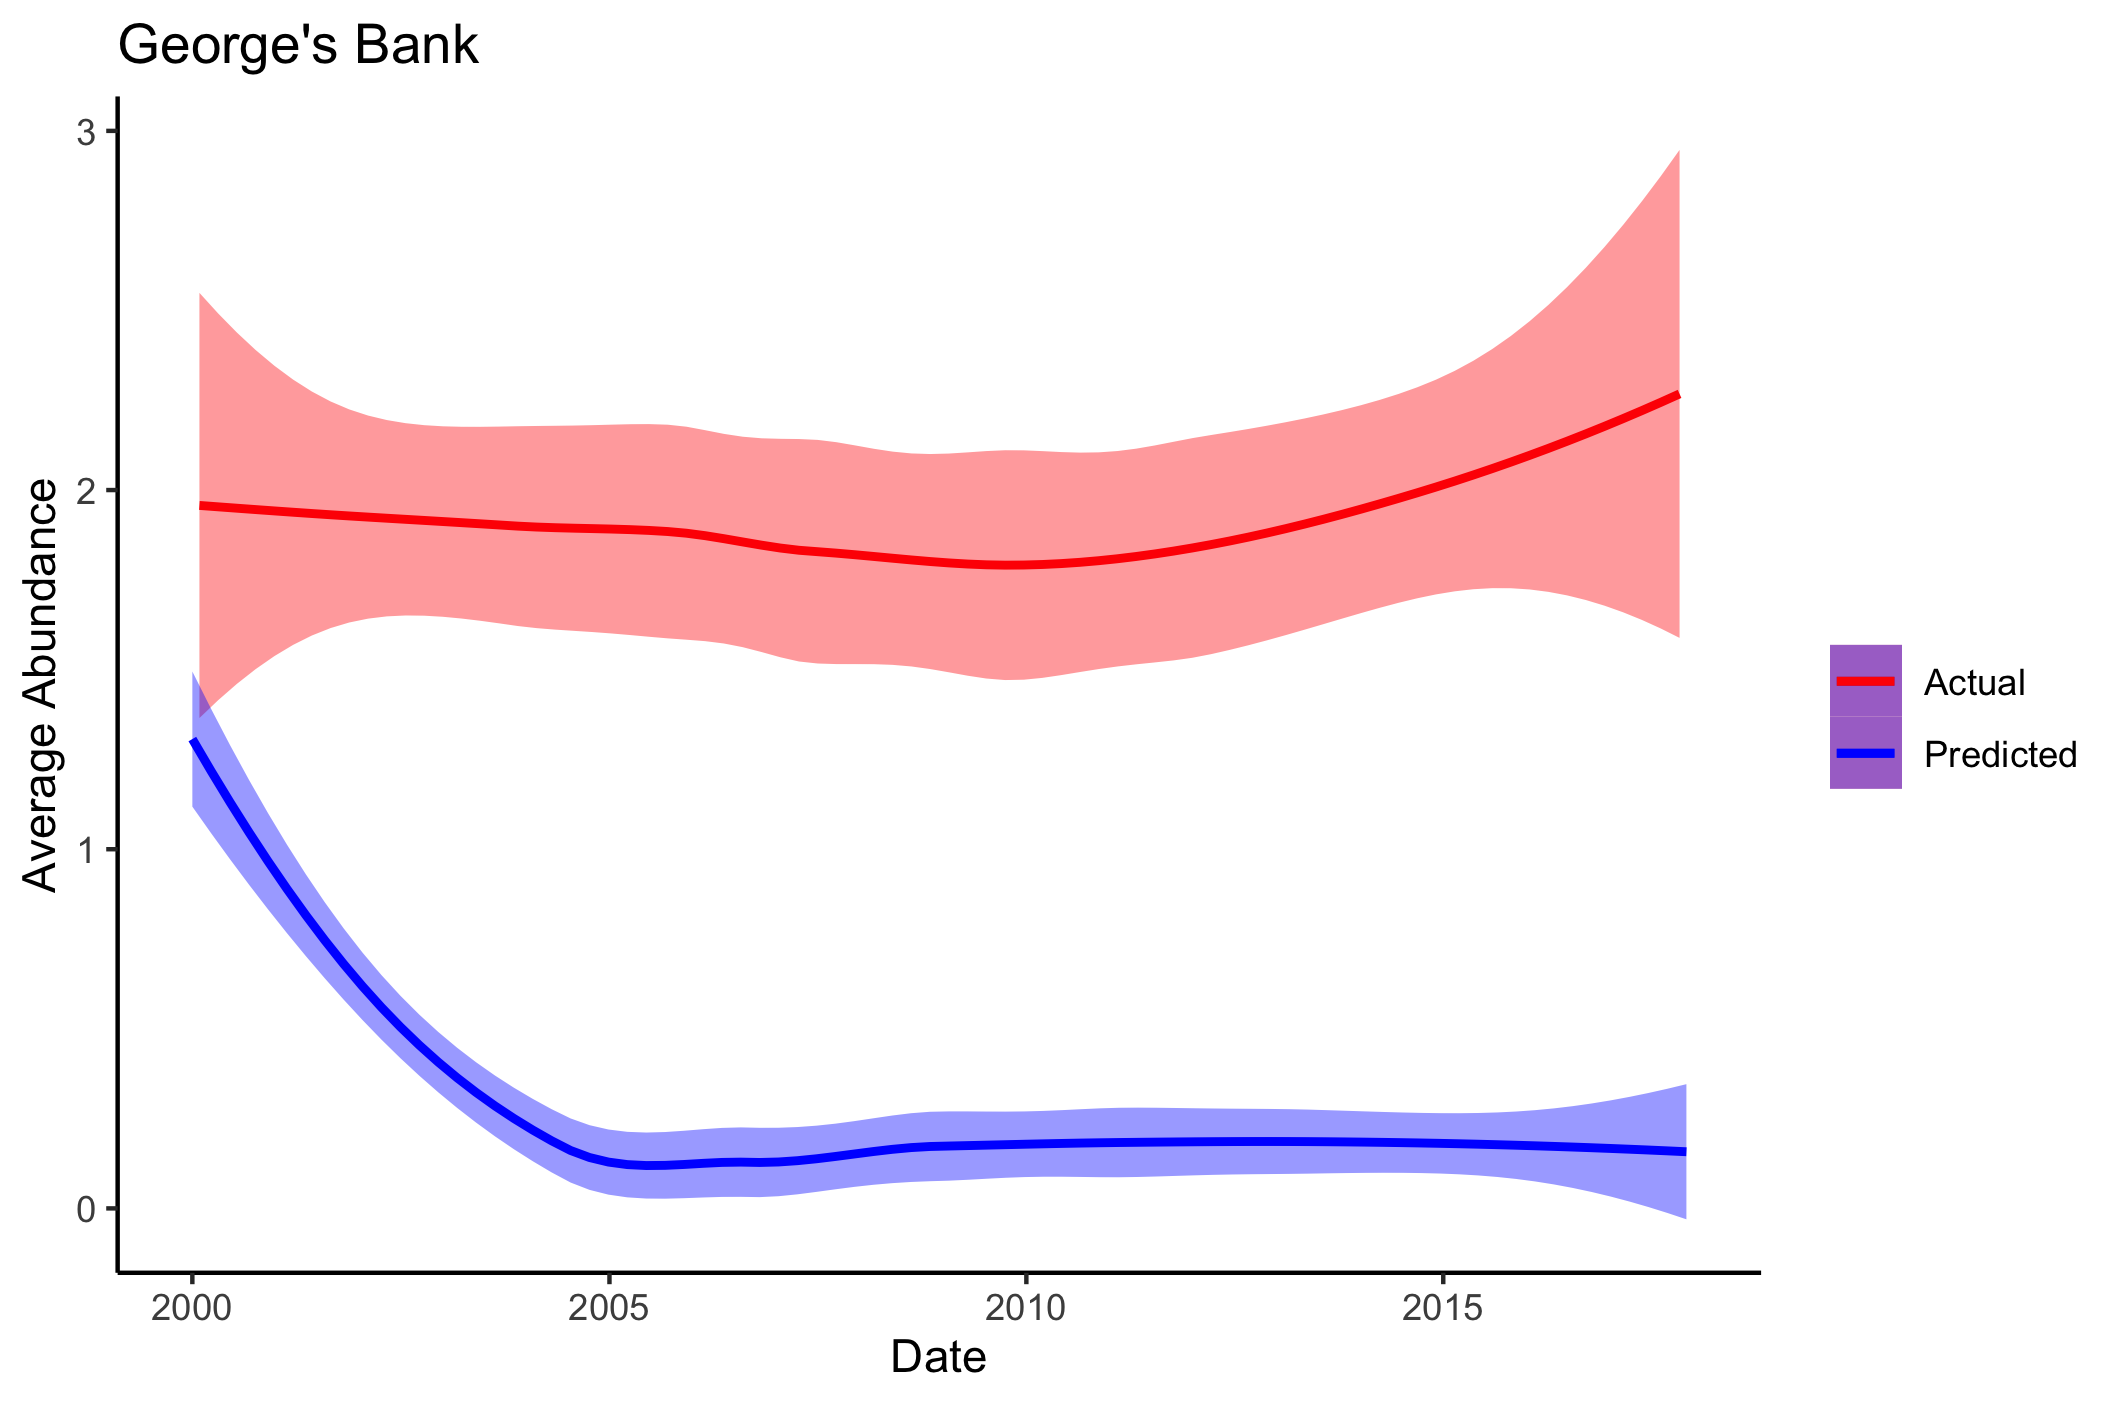 George's Bank
Average Abundance
3
2
1
0
2000 2005 2010 2015
Date
Actual
Predicted